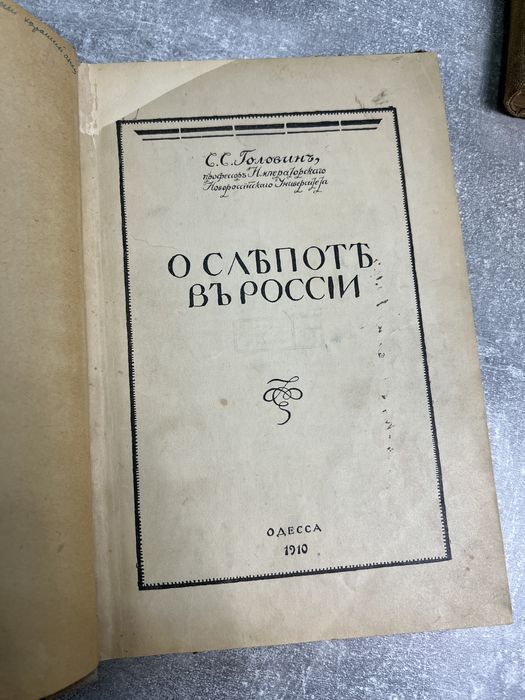 С. С. Головинъ,
профессоръ Императорскаго
Новороссійскаго Университета
О СЛѢПОТѢ
ВЪ РОССІИ
ОДЕССА
1910